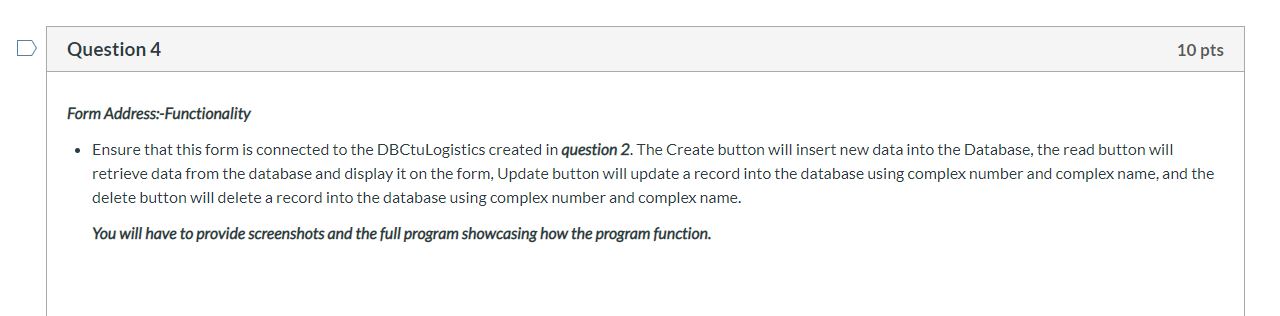 Question 4
10 pts
Form Address:-Functionality
• Ensure that this form is connected to the DBCtuLogistics created in question 2. The Create button will insert new data into the Database, the read button will
retrieve data from the database and display it on the form, Update button will update a record into the database using complex number and complex name, and the
delete button will delete a record into the database using complex number and complex name.
You will have to provide screenshots and the full program showcasing how the program function.